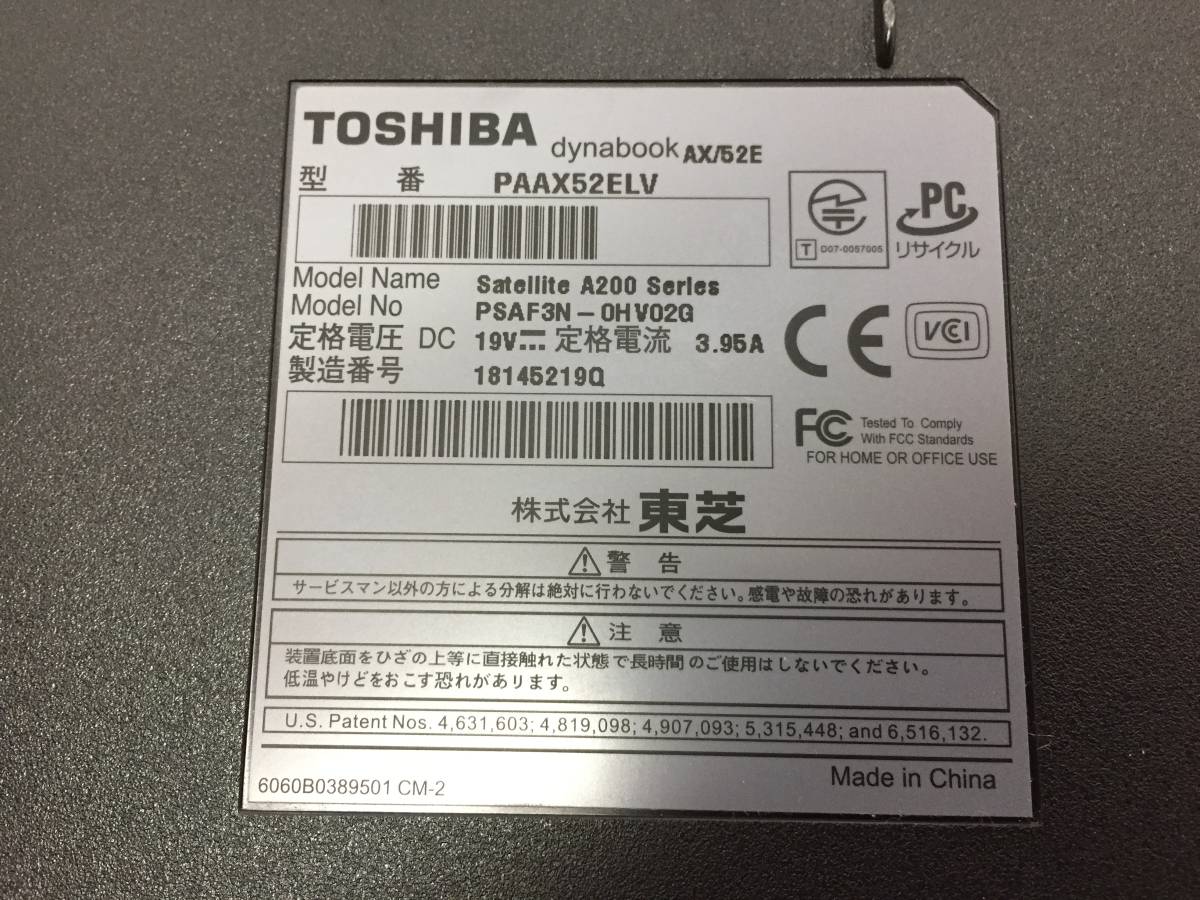 TOSHIBA dynabook AX/52E
型 番 PAAX52ELV
T D07-0057005
PC
リサイクル
Model Name Satellite A200 Series
Model No PSAF3N-0HV02G
定格電圧 DC 19V 定格電流 3.95A
製造番号 18145219Q
CE
VCI
FC Tested To Comply
With FCC Standards
FOR HOME OR OFFICE USE
株式会社 東芝
警 告
サービスマン以外の方による分解は絶対に行わないでください。感電や故障の恐れがあります。
注 意
装置底面をひざの上等に直接触れた状態で長時間のご使用はしないでください。
低温やけどをおこす恐れがあります。
U.S. Patent Nos. 4,631,603; 4,819,098; 4,907,093; 5,315,448; and 6,516,132.
6060B0389501 CM-2
Made in China